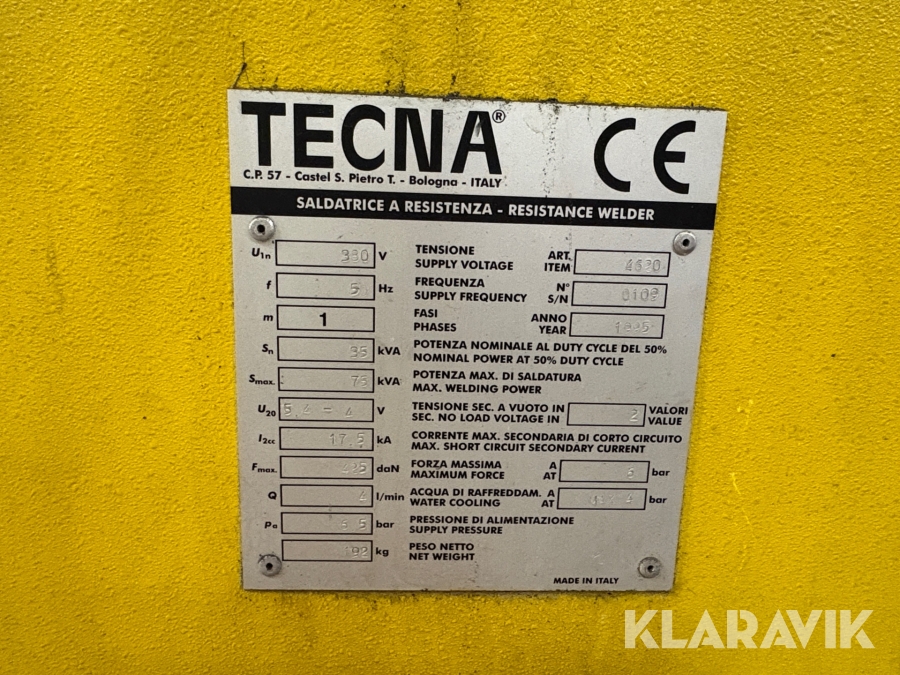 TECNA® CE
C.P. 57 - Castel S. Pietro T. - Bologna - ITALY
SALDATRICE A RESISTENZA - RESISTANCE WELDER
U1n V TENSIONE SUPPLY VOLTAGE ART. ITEM
f Hz FREQUENZA SUPPLY FREQUENCY N° S/N
m 1 FASI PHASES ANNO YEAR
Sn kVA POTENZA NOMINALE AL DUTY CYCLE DEL 50%
NOMINAL POWER AT 50% DUTY CYCLE
Smax. kVA POTENZA MAX. DI SALDATURA
MAX. WELDING POWER
U20 V TENSIONE SEC. A VUOTO IN 2 VALORI
SEC. NO LOAD VOLTAGE IN VALUE
I2cc 17,5 kA CORRENTE MAX. SECONDARIA DI CORTO CIRCUITO
MAX. SHORT CIRCUIT SECONDARY CURRENT
Fmax. daN FORZA MASSIMA MAXIMUM FORCE A AT bar
Q 4 l/min ACQUA DI RAFFREDDAM. WATER COOLING A AT bar
po bar PRESSIONE DI ALIMENTAZIONE
SUPPLY PRESSURE
kg PESO NETTO
NET WEIGHT
MADE IN ITALY
KLARAVIK